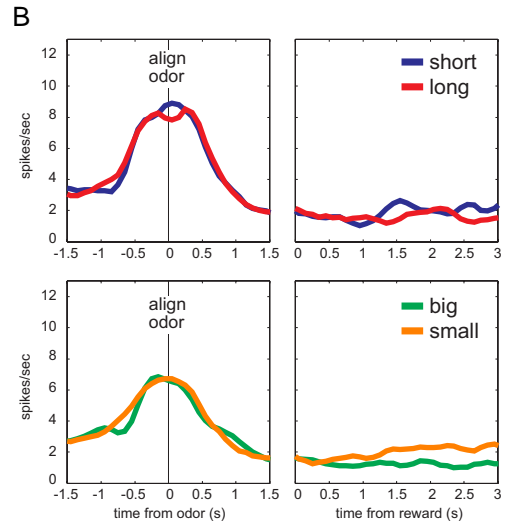 B
align
odor
short
long
spikes/sec
12
10
8
6
4
2
0
-1.5 -1 -0.5 0 0.5 1 1.5
0 0.5 1 1.5 2 2.5 3
align
odor
big
small
spikes/sec
12
10
8
6
4
2
0
-1.5 -1 -0.5 0 0.5 1 1.5
0 0.5 1 1.5 2 2.5 3
time from odor (s)
time from reward (s)